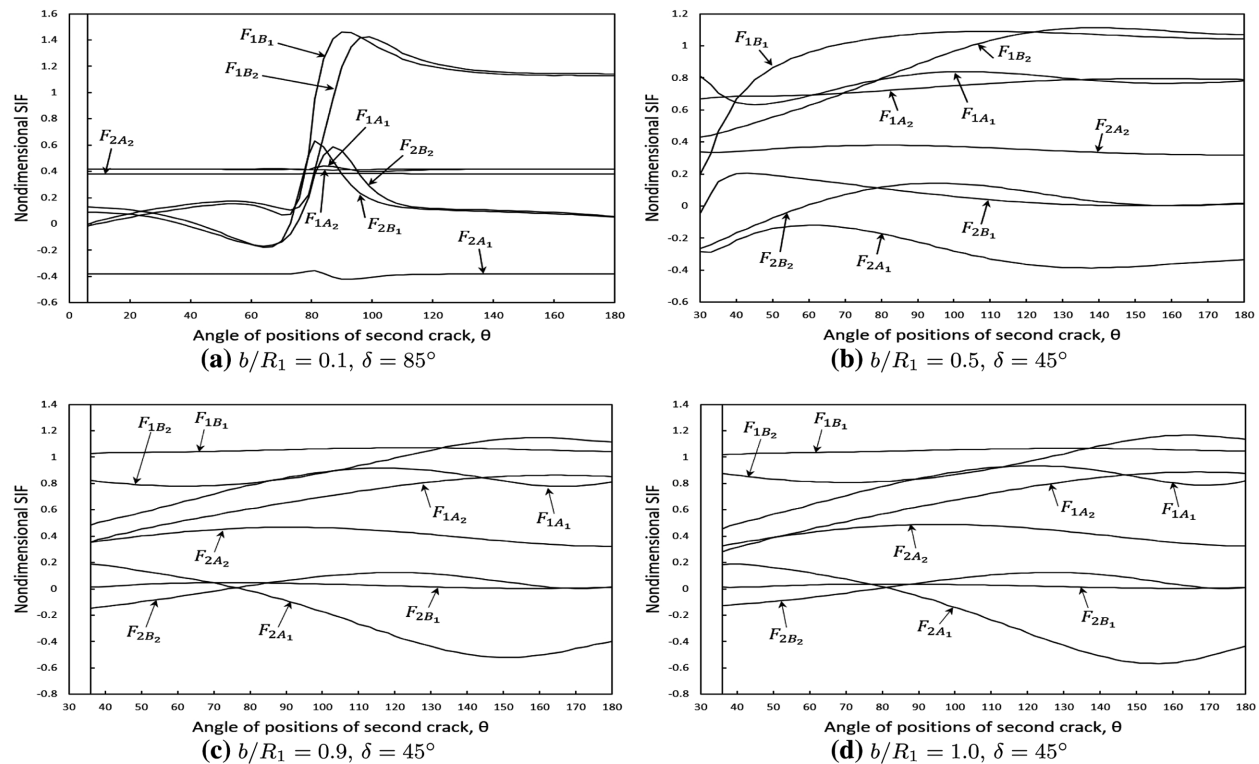 1.6
1.4
1.2
1
0.8
0.6
0.4
0.2
0
-0.2
-0.4
-0.6
Nondimensional SIF
F1B1
F1B2
F2A2
F1A1
F2B2
F1A2
F2B1
F2A1
0 20 40 60 80 100 120 140 160 180
Angle of positions of second crack, θ
(a) b/R1 = 0.1, δ = 85°
1.2
1
0.8
0.6
0.4
0.2
0
-0.2
-0.4
-0.6
Nondimensional SIF
F1B1
F1B2
F1A2
F1A1
F2A2
F2B2
F2A1
F2B1
30 40 50 60 70 80 90 100 110 120 130 140 150 160 170 180
Angle of positions of second crack, θ
(b) b/R1 = 0.5, δ = 45°
1.4
1.2
1
0.8
0.6
0.4
0.2
0
-0.2
-0.4
-0.6
-0.8
Nondimensional SIF
F1B2
F1B1
F1A2
F1A1
F2A2
F2B2
F2A1
F2B1
30 40 50 60 70 80 90 100 110 120 130 140 150 160 170 180
Angle of positions of second crack, θ
(c) b/R1 = 0.9, δ = 45°
1.4
1.2
1
0.8
0.6
0.4
0.2
0
-0.2
-0.4
-0.6
-0.8
Nondimensional SIF
F1B2
F1B1
F1A2
F1A1
F2A2
F2B2
F2A1
F2B1
30 40 50 60 70 80 90 100 110 120 130 140 150 160 170 180
Angle of positions of second crack, θ
(d) b/R1 = 1.0, δ = 45°